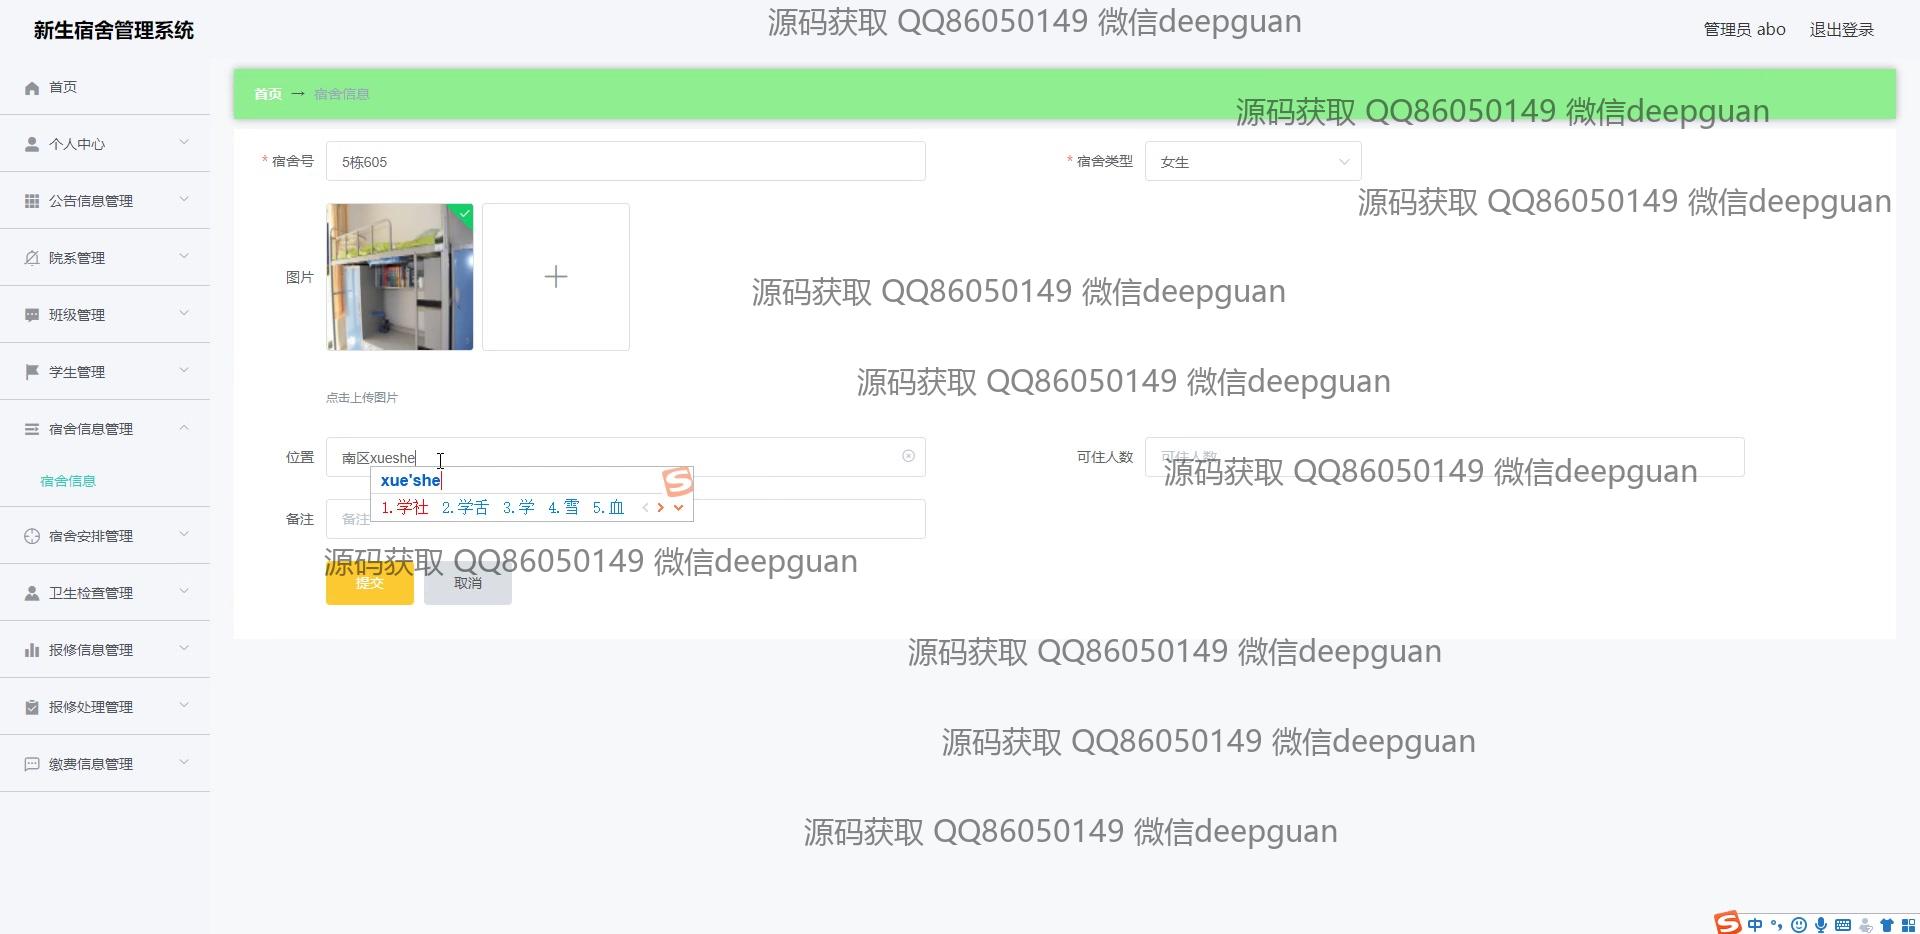 新生宿舍管理系统
源码获取 QQ86050149 微信deepguan
管理员 abo 退出登录
首页
个人中心
公告信息管理
院系管理
班级管理
学生管理
宿舍信息管理
宿舍信息
宿舍安排管理
卫生检查管理
报修信息管理
报修处理管理
缴费信息管理
首页 → 宿舍信息
源码获取 QQ86050149 微信deepguan
* 宿舍号 5栋605
* 宿舍类型 女生
源码获取 QQ86050149 微信deepguan
图片
源码获取 QQ86050149 微信deepguan
源码获取 QQ86050149 微信deepguan
点击上传图片
位置 南区xueshe
可住人数 可住人数
源码获取 QQ86050149 微信deepguan
xue'she
1.学社 2.学舌 3.学 4.雪 5.血
备注 备注
源码获取 QQ86050149 微信deepguan
提交 取消
源码获取 QQ86050149 微信deepguan
源码获取 QQ86050149 微信deepguan
源码获取 QQ86050149 微信deepguan
中